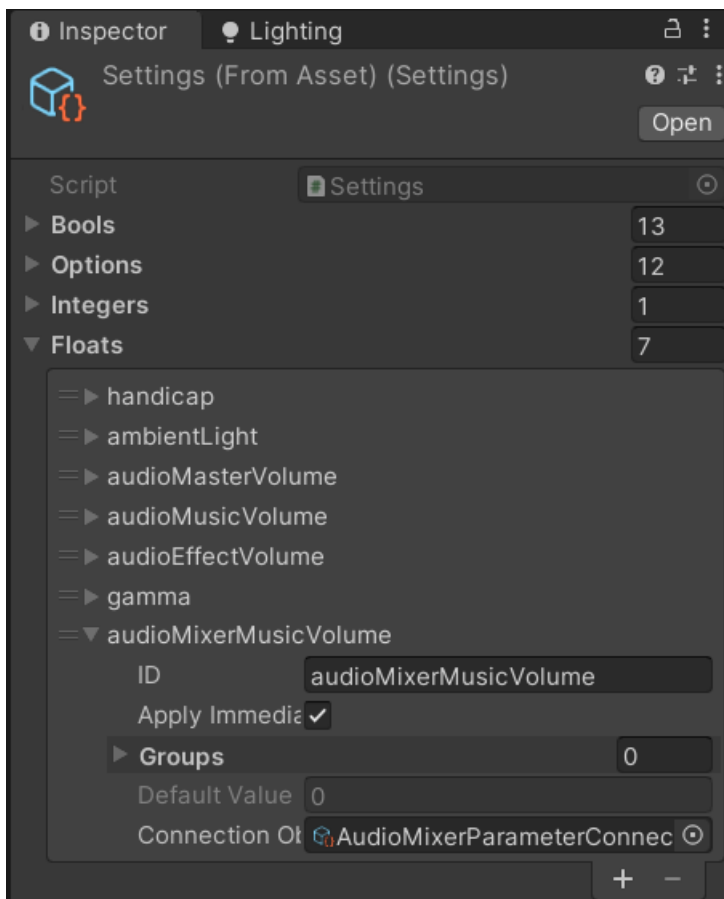 Inspector Lighting
Settings (From Asset) (Settings)
Open
Script Settings
Bools 13
Options 12
Integers 1
Floats 7
handicap
ambientLight
audioMasterVolume
audioMusicVolume
audioEffectVolume
gamma
audioMixerMusicVolume
ID audioMixerMusicVolume
Apply Immedia
Groups 0
Default Value 0
Connection Ob AudioMixerParameterConnec